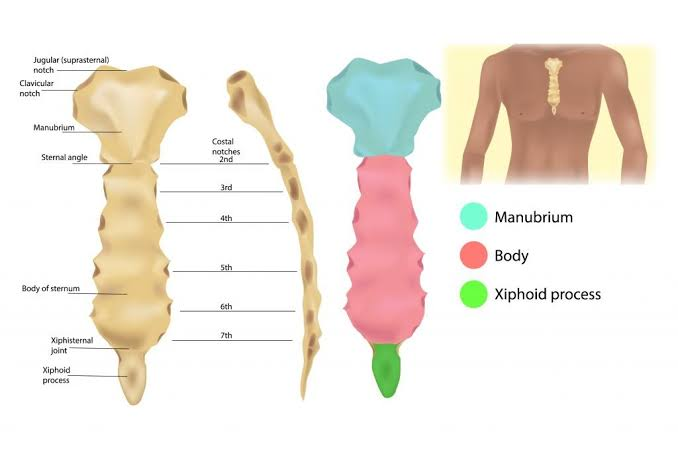 Jugular (suprasternal)
notch
Clavicular
notch
Manubrium
Sternal angle
Body of sternum
Xiphisternal
joint
Xiphoid
process
Costal
notches
2nd
3rd
4th
5th
6th
7th
Manubrium
Body
Xiphoid process